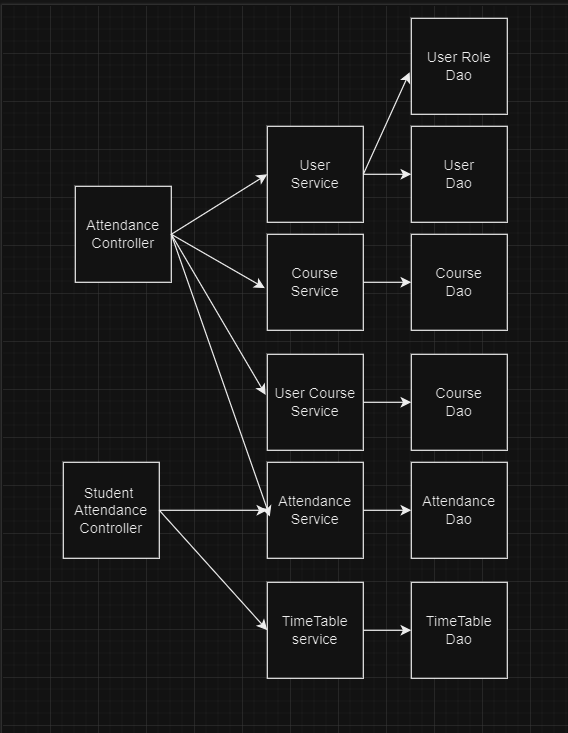 User Role
Dao
User
Service
User
Dao
Attendance
Controller
Course
Service
Course
Dao
User Course
Service
Course
Dao
Student
Attendance
Controller
Attendance
Service
Attendance
Dao
TimeTable
service
TimeTable
Dao